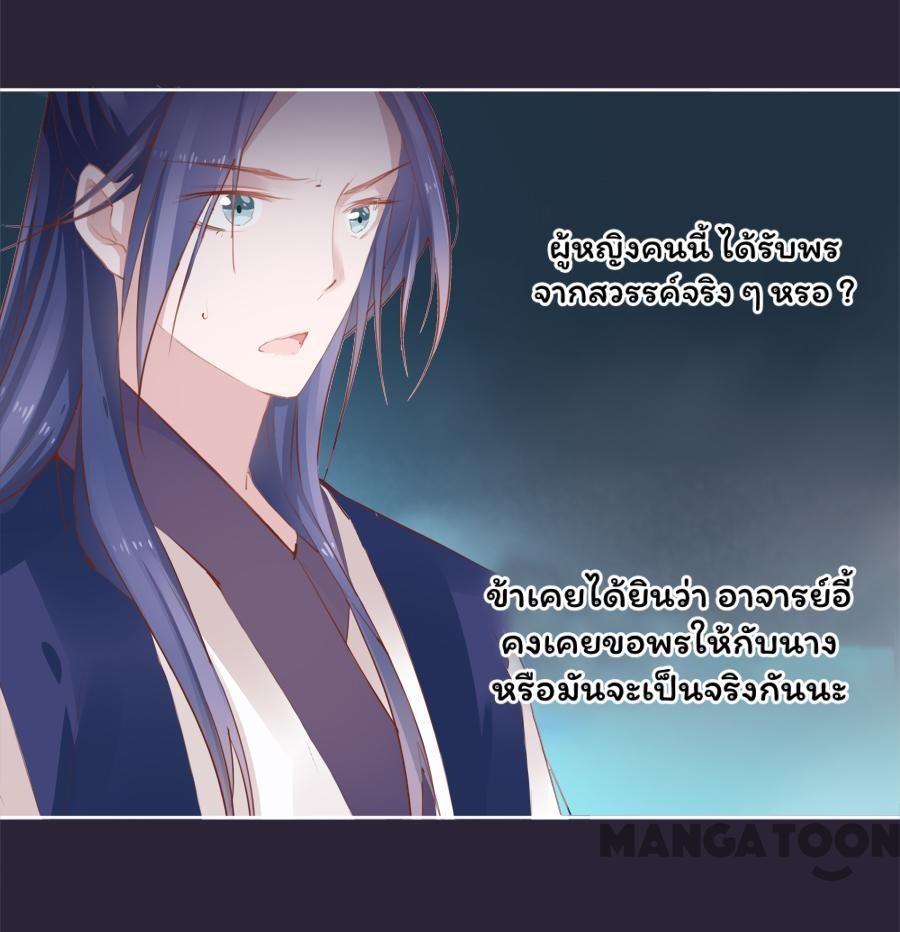 ผู้หญิงคนนี้ ได้รับพร
จากสวรรค์จริง ๆ หรอ ?
ข้าเคยได้ยินว่า อาจารย์อี้
คงเคยขอพรให้กับนาง
หรือมันจะเป็นจริงกันนะ
MANGATOON